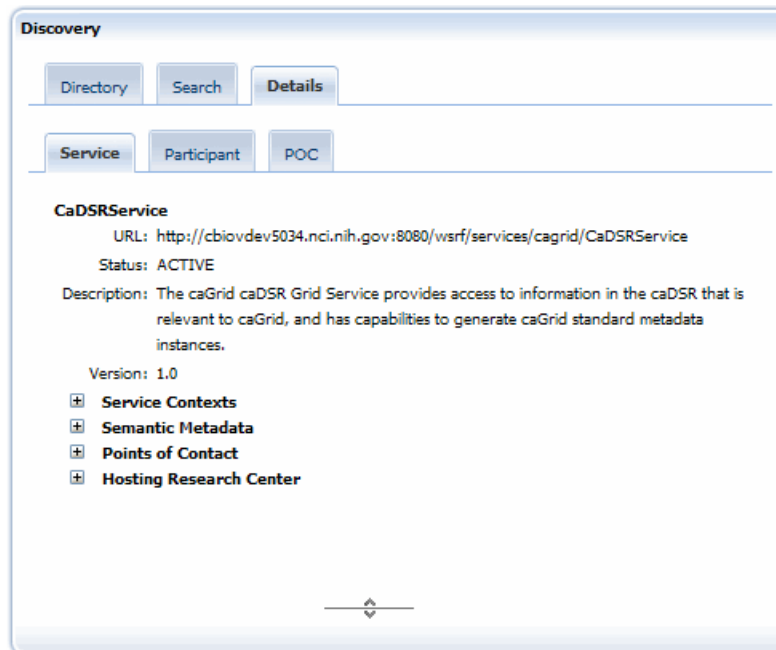 Discovery
Directory Search Details
Service Participant POC
CaDSRService
URL: http://cbiovdev5034.nci.nih.gov:8080/wsrf/services/cagrid/CaDSRService
Status: ACTIVE
Description: The caGrid caDSR Grid Service provides access to information in the caDSR that is
relevant to caGrid, and has capabilities to generate caGrid standard metadata
instances.
Version: 1.0
Service Contexts
Semantic Metadata
Points of Contact
Hosting Research Center